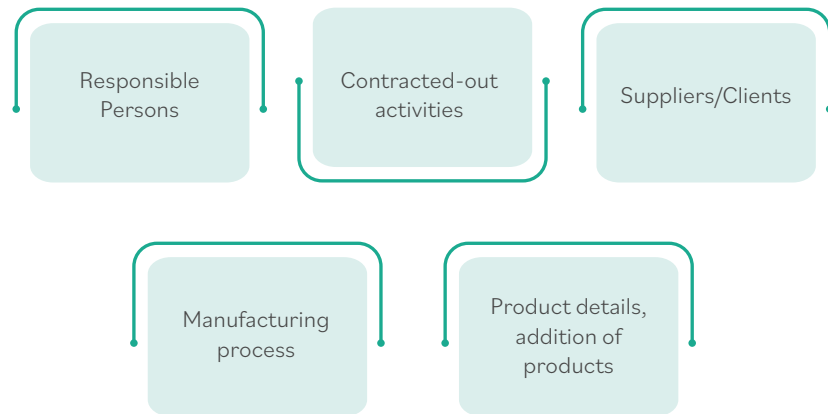 Responsible
Persons
Contracted-out
activities
Suppliers/Clients
Manufacturing
process
Product details,
addition of
products